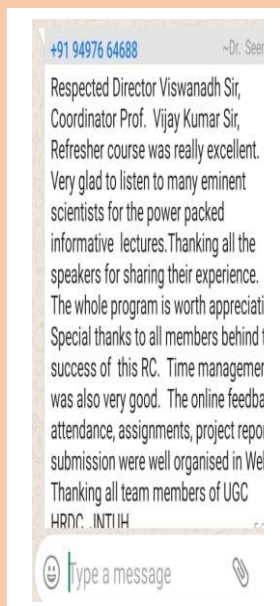 +91 94976 64688 ~Dr. Seem
Respected Director Viswanadh Sir,
Coordinator Prof. Vijay Kumar Sir,
Refresher course was really excellent.
Very glad to listen to many eminent
scientists for the power packed
informative lectures.Thanking all the
speakers for sharing their experience.
The whole program is worth appreciati
Special thanks to all members behind t
success of this RC. Time managemen
was also very good. The online feedba
attendance, assignments, project repor
submission were well organised in We
Thanking all team members of UGC
HRDC JNTUH
Type a message